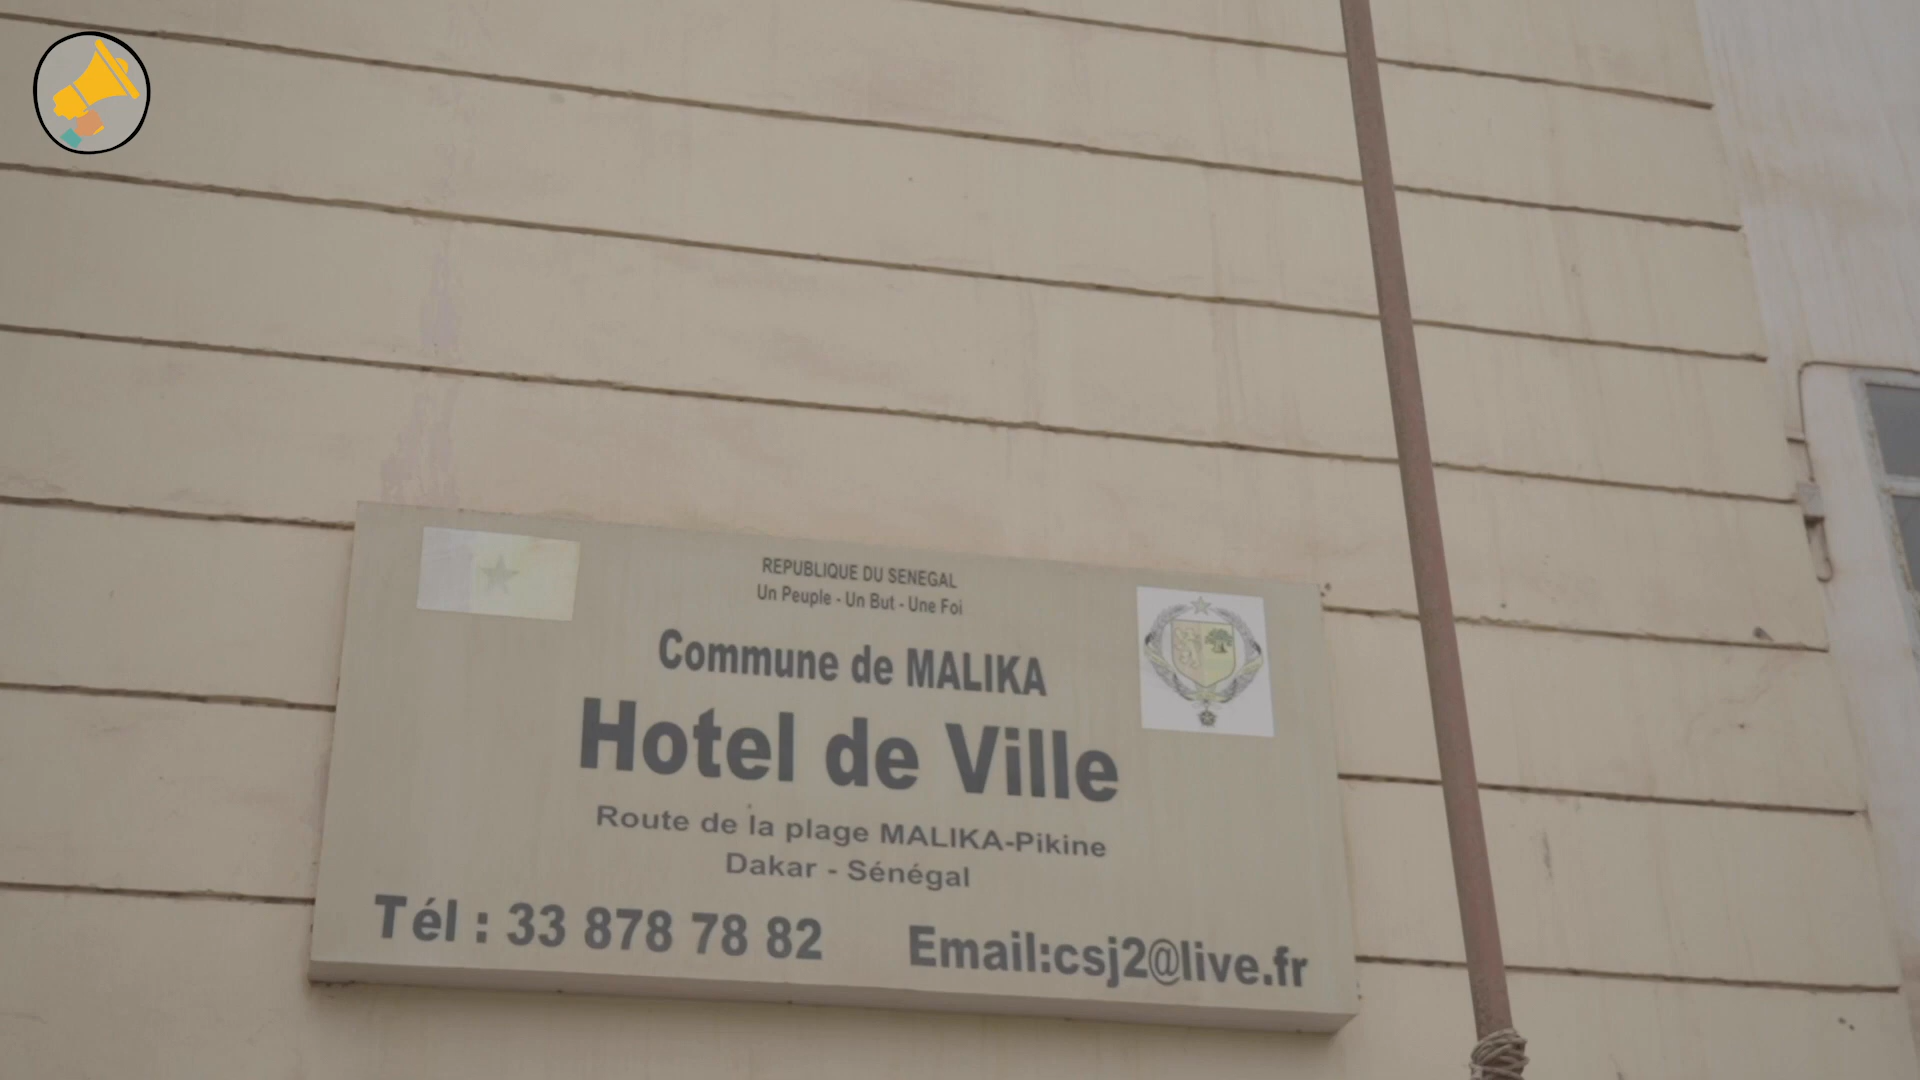 REPUBLIQUE DU SENEGAL
Un Peuple - Un But - Une Foi
Commune de MALIKA
Hotel de Ville
Route de la plage MALIKA-Pikine
Dakar - Sénégal
Tél : 33 878 78 82 Email:csj2@live.fr